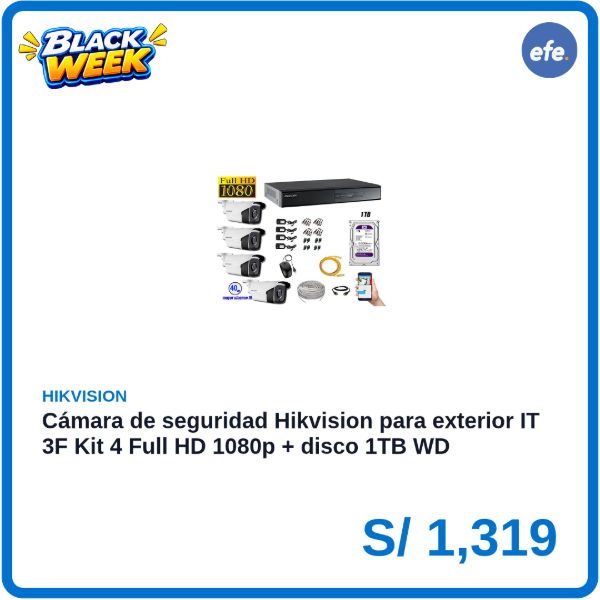 BLACK
WEEK
efe.
Full HD
1080
1TB
40
HIKVISION
Cámara de seguridad Hikvision para exterior IT
3F Kit 4 Full HD 1080p + disco 1TB WD
S/ 1,319